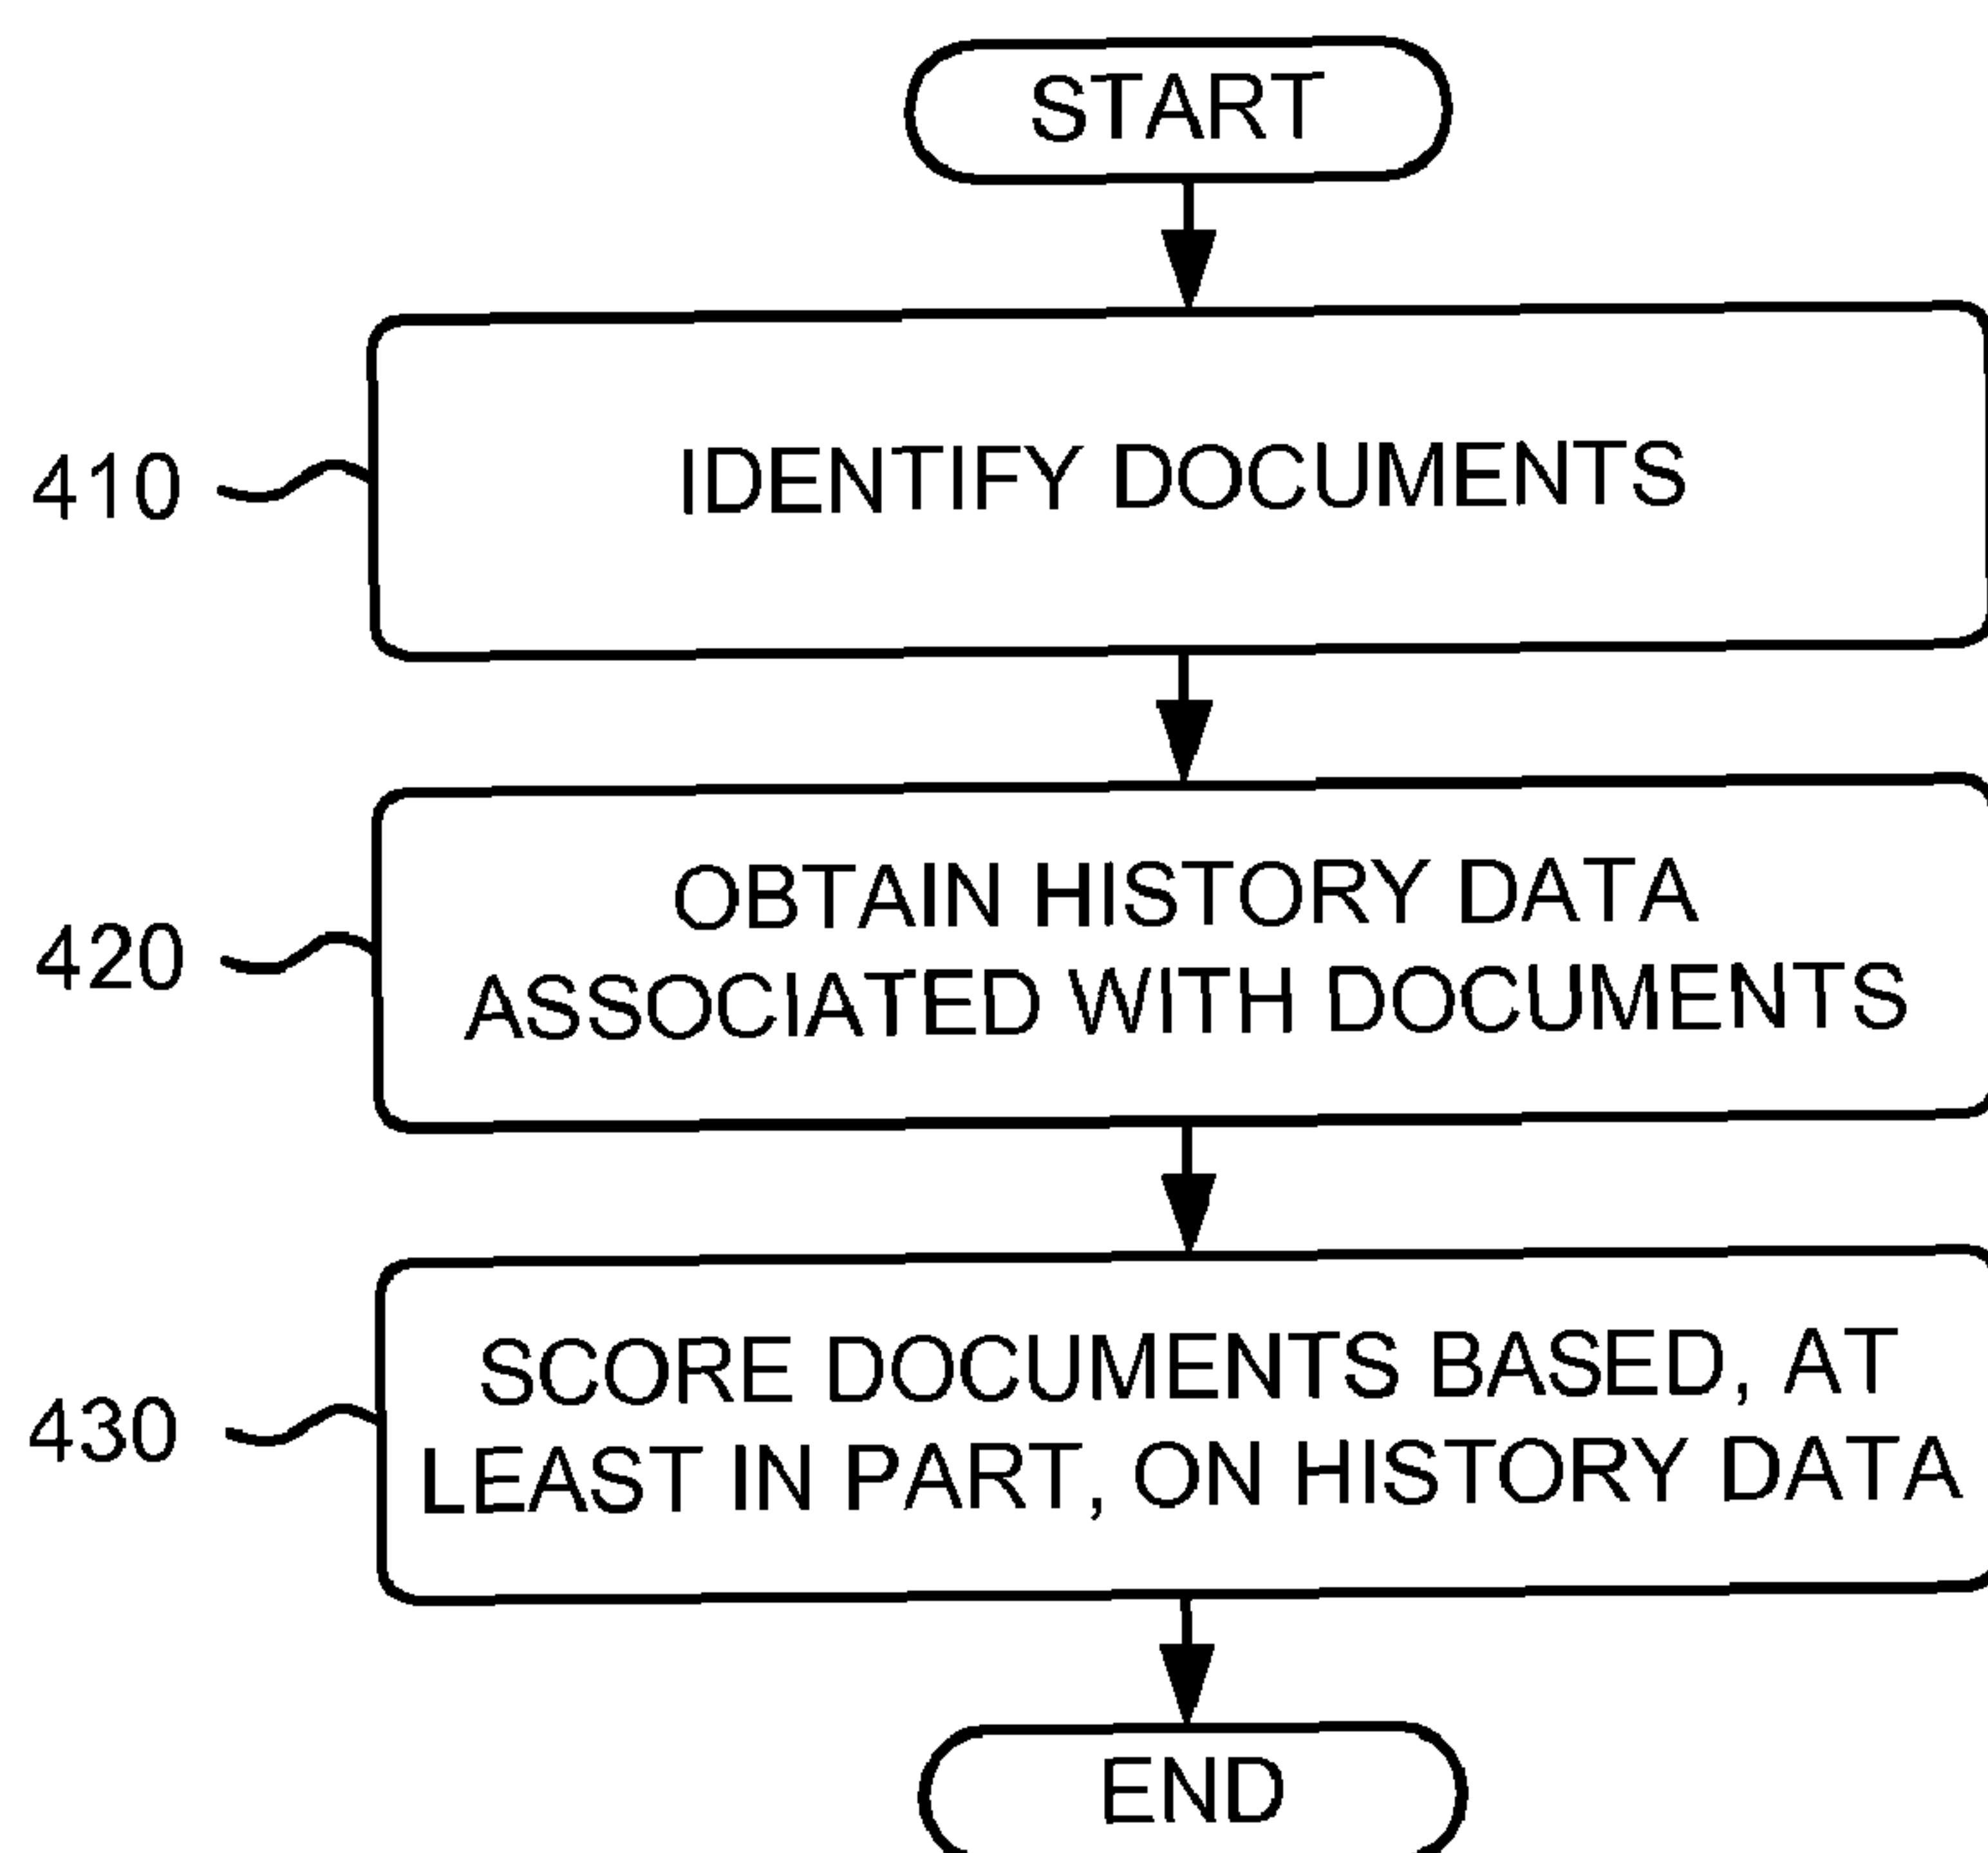 START
410
IDENTIFY DOCUMENTS
420
OBTAIN HISTORY DATA
ASSOCIATED WITH DOCUMENTS
430
SCORE DOCUMENTS BASED, AT
LEAST IN PART, ON HISTORY DATA
END